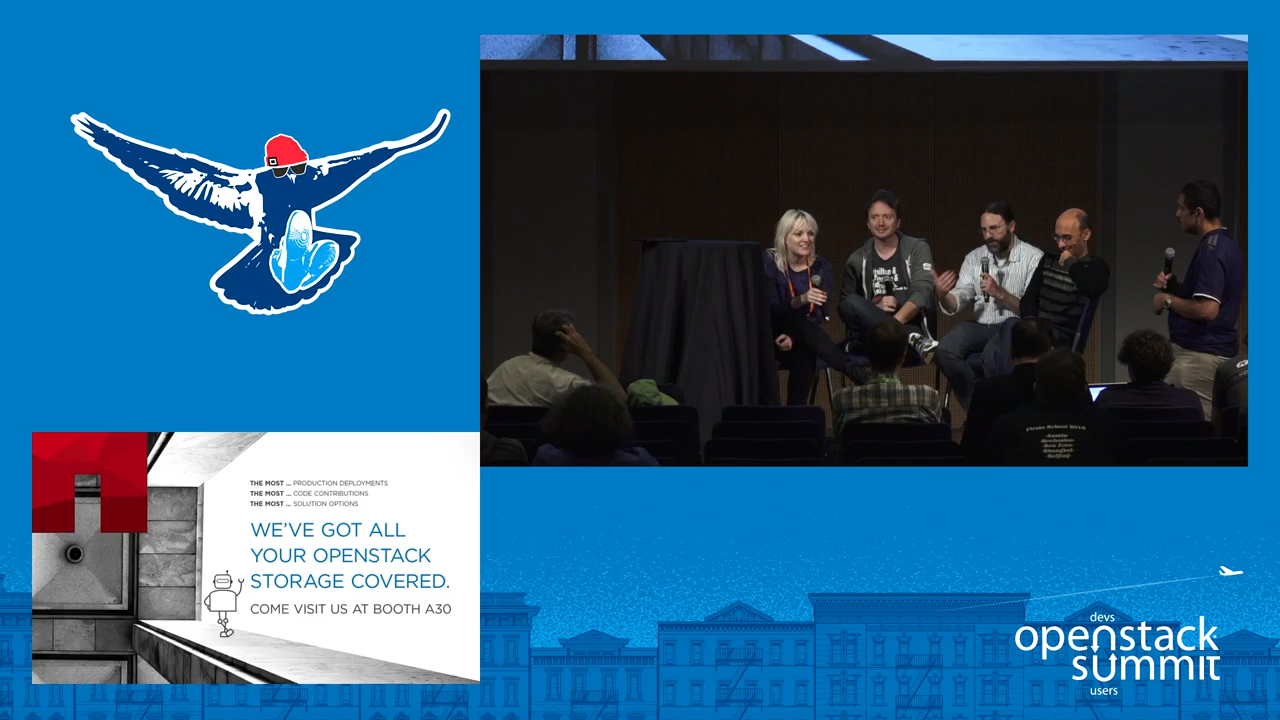 THE MOST ... PRODUCTION DEPLOYMENTS
THE MOST ... CODE CONTRIBUTIONS
THE MOST ... SOLUTION OPTIONS
WE'VE GOT ALL
YOUR OPENSTACK
STORAGE COVERED.
COME VISIT US AT BOOTH A30
devs
openstack
summit
users